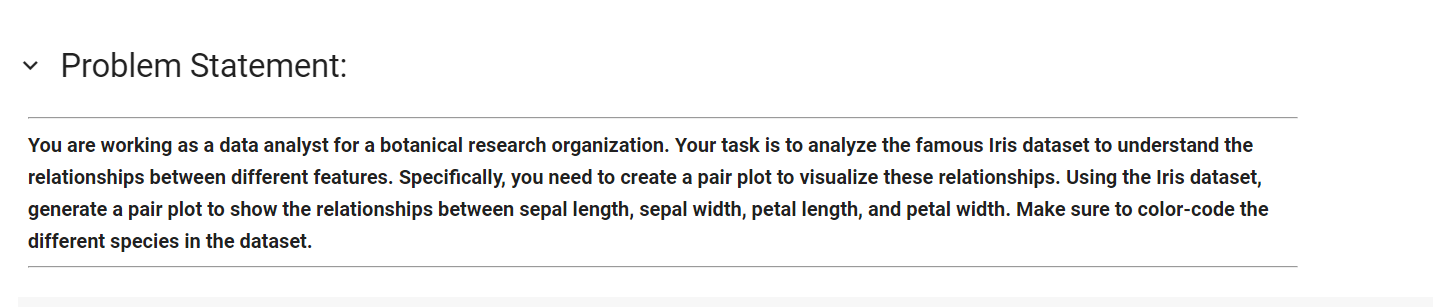 Problem Statement:
You are working as a data analyst for a botanical research organization. Your task is to analyze the famous Iris dataset to understand the
relationships between different features. Specifically, you need to create a pair plot to visualize these relationships. Using the Iris dataset,
generate a pair plot to show the relationships between sepal length, sepal width, petal length, and petal width. Make sure to color-code the
different species in the dataset.